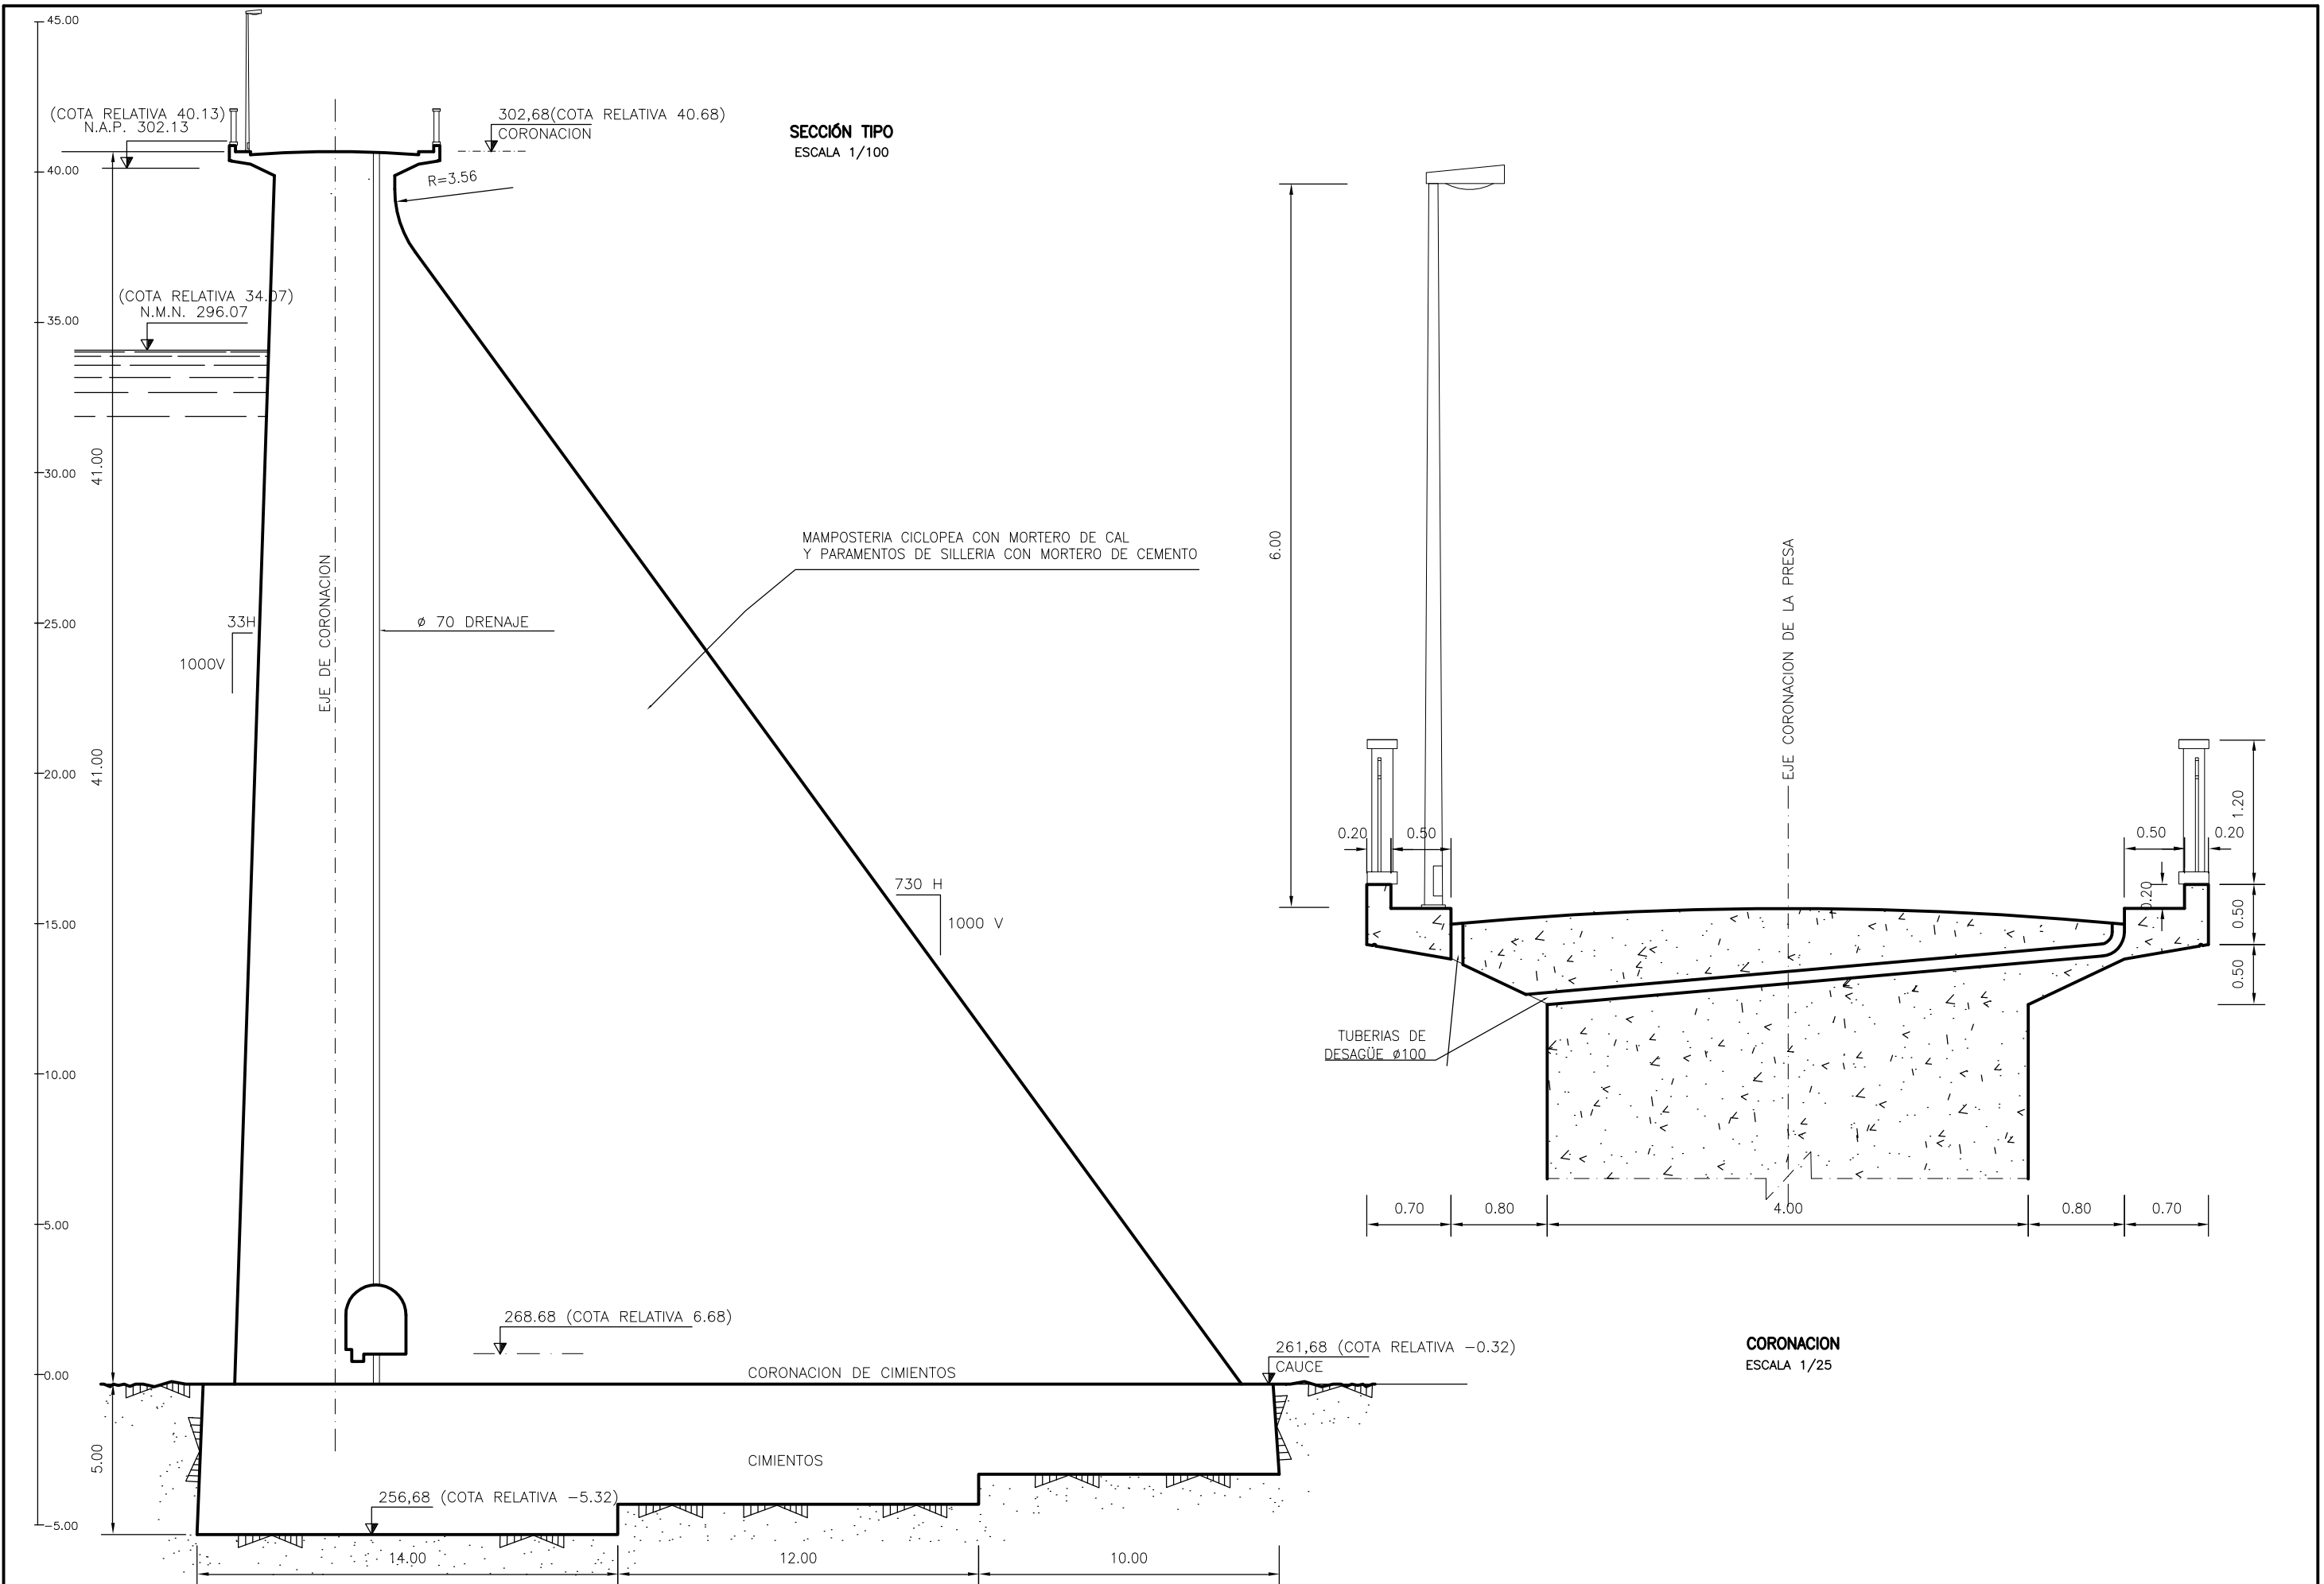 45.00
(COTA RELATIVA 40.13)
N.A.P. 302.13
302,68(COTA RELATIVA 40.68)
CORONACION
SECCIÓN TIPO
ESCALA 1/100
40.00
R=3.56
(COTA RELATIVA 34.07)
N.M.N. 296.07
35.00
30.00
41.00
MAMPOSTERIA CICLOPEA CON MORTERO DE CAL
Y PARAMENTOS DE SILLERIA CON MORTERO DE CEMENTO
25.00
33H
1000V
EJE DE CORONACION
Ø 70 DRENAJE
20.00
41.00
730 H
1000 V
15.00
10.00
5.00
268.68 (COTA RELATIVA 6.68)
261,68 (COTA RELATIVA -0.32)
CAUCE
0.00
CORONACION DE CIMIENTOS
5.00
CIMIENTOS
256,68 (COTA RELATIVA -5.32)
-5.00
14.00
12.00
10.00
6.00
EJE CORONACION DE LA PRESA
0.20
0.50
0.50
0.20
1.20
0.20
0.50
0.50
TUBERIAS DE
DESAGÜE Ø100
0.70
0.80
4.00
0.80
0.70
CORONACION
ESCALA 1/25